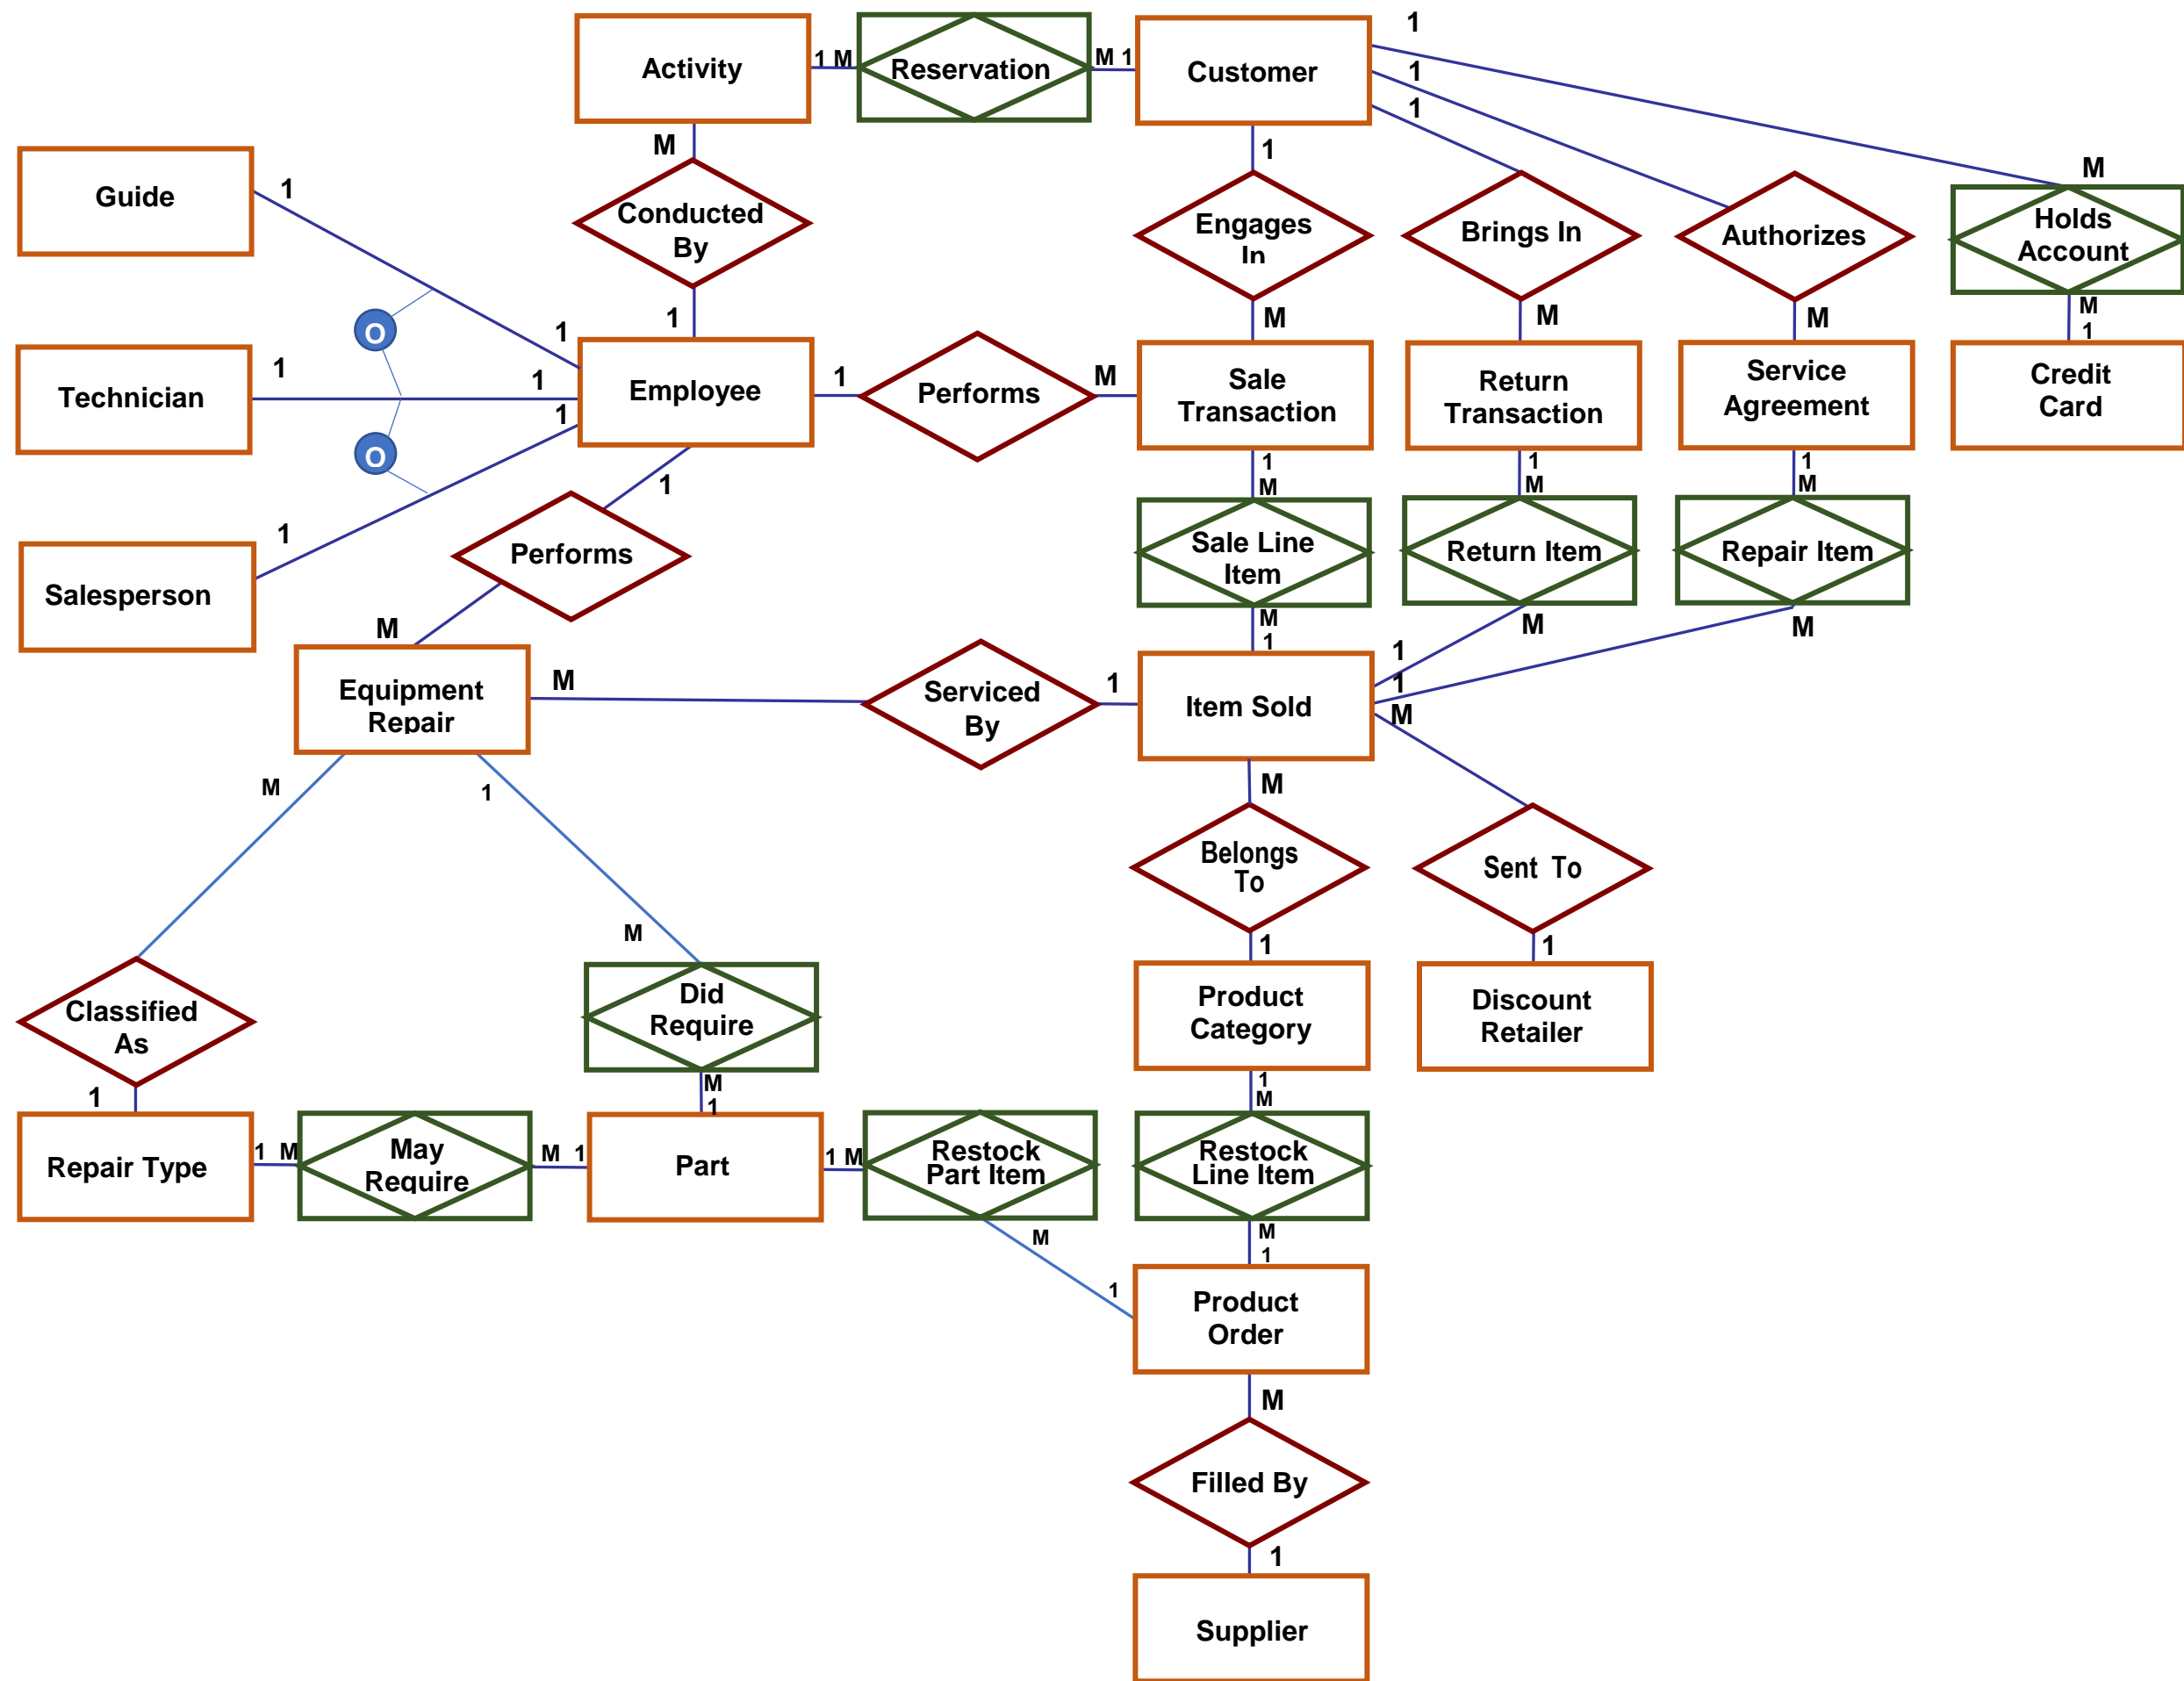 1
Activity
1 M
Reservation
M 1
Customer
1
1
M
1
M
Guide
1
Conducted
By
Engages
In
Brings In
Authorizes
Holds
Account
O
1
1
M
M
M
M
1
Technician
1
1
Employee
1
Performs
M
Sale
Transaction
Return
Transaction
Service
Agreement
Credit
Card
1
O
1
1
M
1
M
1
M
Salesperson
1
Performs
Sale Line
Item
Return Item
Repair Item
M
M
1
M
M
Equipment
Repair
M
Serviced
By
1
Item Sold
1
1
M
M
1
M
Belongs
To
Sent To
M
1
1
Classified
As
Did
Require
Product
Category
Discount
Retailer
1
M
1
1
M
Repair Type
1 M
May
Require
M 1
Part
1 M
Restock
Part Item
Restock
Line Item
M
M
1
1
Product
Order
M
Filled By
1
Supplier